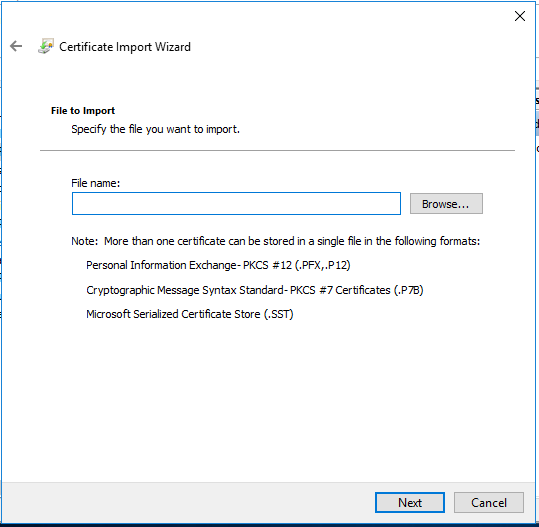 Certificate Import Wizard
File to Import
Specify the file you want to import.
File name:
Browse...
Note:  More than one certificate can be stored in a single file in the following formats:
Personal Information Exchange- PKCS #12 (.PFX,.P12)
Cryptographic Message Syntax Standard- PKCS #7 Certificates (.P7B)
Microsoft Serialized Certificate Store (.SST)
Next
Cancel